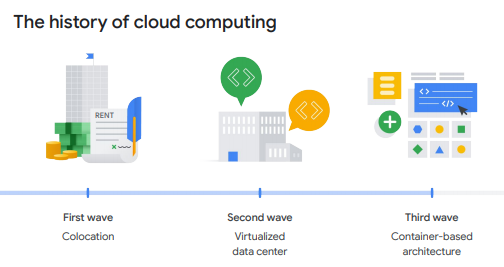 The history of cloud computing
RENT
First wave
Colocation
Second wave
Virtualized
data center
Third wave
Container-based
architecture